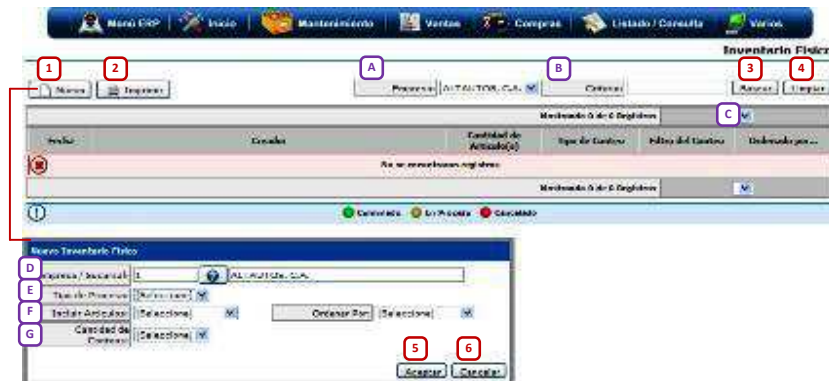 Menú ERP Inicio Mantenimiento Ventas Compras Listado / Consulta Varios
Inventario Físico
1 2 A B 3 4
Nuevo Imprimir Empresa: ALTAUTOS, C.A. Criterio: Buscar Limpiar
Mostrando 0 de 0 Registros C
Fecha Creador Cantidad de Artículo(s) Tipo de Conteo Filtro del Conteo Ordenado por...
No se encontraron registros
Mostrando 0 de 0 Registros
Comenzado En Proceso Cancelado
Nuevo Inventario Físico
D Empresa / Sucursal: 1 ALTAUTOS, C.A.
E Tipo de Proceso: [Seleccione]
F Incluir Artículos: [Seleccione] Ordenar Por: [Seleccione]
G Cantidad de Conteos: [Seleccione]
5 6
Aceptar Cancelar